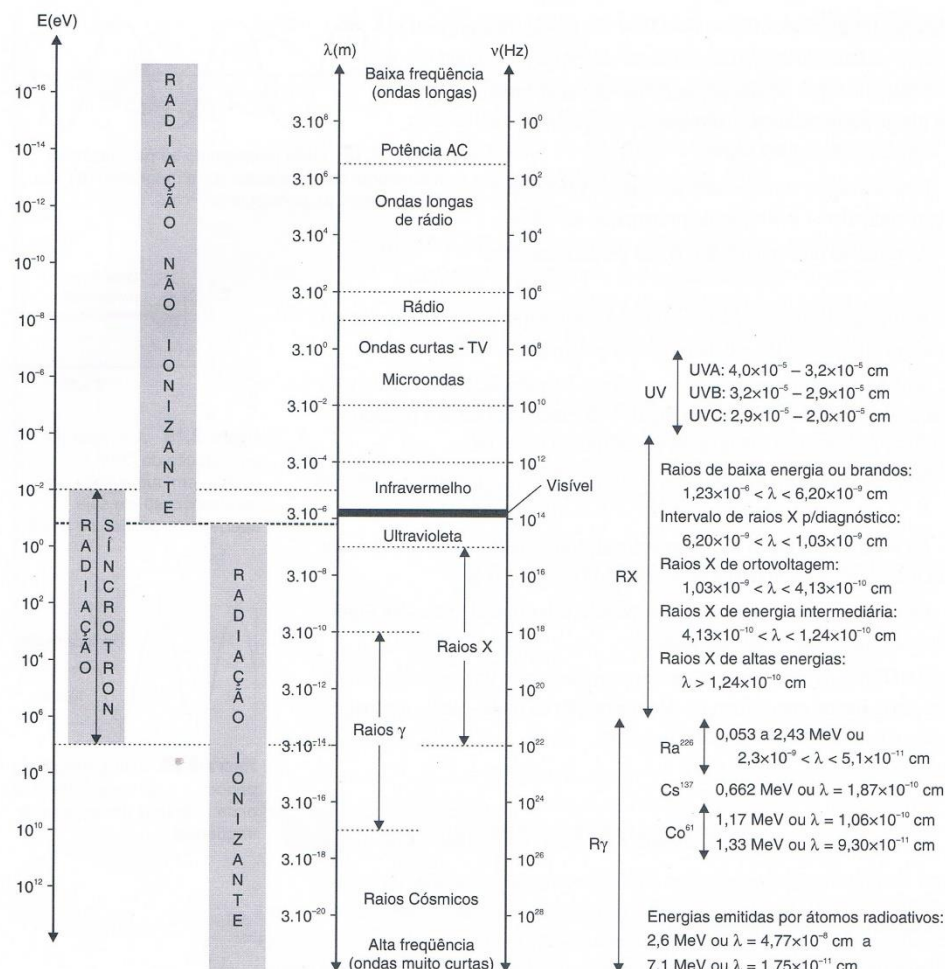 E(eV)
10⁻¹⁶
10⁻¹⁴
10⁻¹²
10⁻¹⁰
10⁻⁸
10⁻⁶
10⁻⁴
10⁻²
10⁰
10²
10⁴
10⁶
10⁸
10¹⁰
10¹²
RADIAÇÃO NÃO IONIZANTE
RADIAÇÃO
SÍNCROTRON
RADIAÇÃO IONIZANTE
λ(m)
3.10⁸
3.10⁶
3.10⁴
3.10²
3.10⁰
3.10⁻²
3.10⁻⁴
3.10⁻⁶
3.10⁻⁸
3.10⁻¹⁰
3.10⁻¹²
3.10⁻¹⁴
3.10⁻¹⁶
3.10⁻¹⁸
3.10⁻²⁰
Baixa freqüência
(ondas longas)
Potência AC
Ondas longas
de rádio
Rádio
Ondas curtas - TV
Microondas
Infravermelho
Visível
Ultravioleta
Raios X
Raios γ
Raios Cósmicos
Alta freqüência
(ondas muito curtas)
ν(Hz)
10⁰
10²
10⁴
10⁶
10⁸
10¹⁰
10¹²
10¹⁴
10¹⁶
10¹⁸
10²⁰
10²²
10²⁴
10²⁶
10²⁸
UV
UVA: 4,0×10⁻⁵ – 3,2×10⁻⁵ cm
UVB: 3,2×10⁻⁵ – 2,9×10⁻⁵ cm
UVC: 2,9×10⁻⁵ – 2,0×10⁻⁵ cm
RX
Raios de baixa energia ou brandos:
1,23×10⁻⁶ < λ < 6,20×10⁻⁹ cm
Intervalo de raios X p/diagnóstico:
6,20×10⁻⁹ < λ < 1,03×10⁻⁹ cm
Raios X de ortovoltagem:
1,03×10⁻⁹ < λ < 4,13×10⁻¹⁰ cm
Raios X de energia intermediária:
4,13×10⁻¹⁰ < λ < 1,24×10⁻¹⁰ cm
Raios X de altas energias:
λ > 1,24×10⁻¹⁰ cm
Rγ
Ra²²⁶
0,053 a 2,43 MeV ou
2,3×10⁻⁹ < λ < 5,1×10⁻¹¹ cm
Cs¹³⁷ 0,662 MeV ou λ = 1,87×10⁻¹⁰ cm
Co⁶¹
1,17 MeV ou λ = 1,06×10⁻¹⁰ cm
1,33 MeV ou λ = 9,30×10⁻¹¹ cm
Energias emitidas por átomos radioativos:
2,6 MeV ou λ = 4,77×10⁻⁸ cm a
7,1 MeV ou λ = 1,75×10⁻¹¹ cm